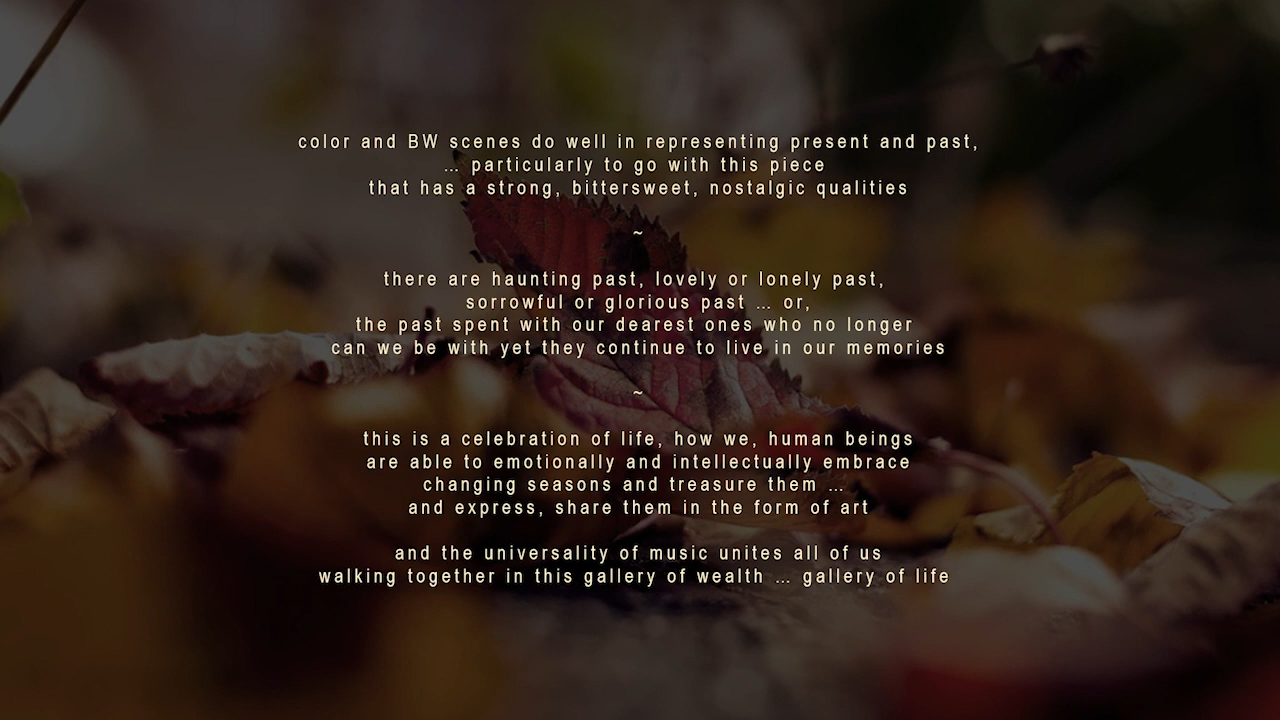 color and BW scenes do well in representing present and past,
... particularly to go with this piece
that has a strong, bittersweet, nostalgic qualities
~
there are haunting past, lovely or lonely past,
sorrowful or glorious past ... or,
the past spent with our dearest ones who no longer
can we be with yet they continue to live in our memories
~
this is a celebration of life, how we, human beings
are able to emotionally and intellectually embrace
changing seasons and treasure them ...
and express, share them in the form of art
and the universality of music unites all of us
walking together in this gallery of wealth ... gallery of life